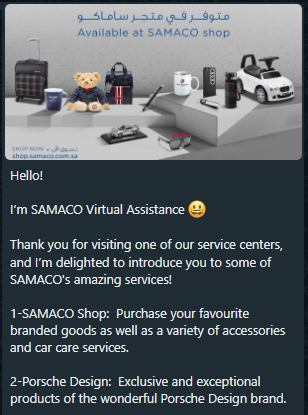 متوفر في متجر ساماكو
Available at SAMACO shop
SHOP NOW • تسوق الآن
shop.samaco.com.sa
Hello!
I'm SAMACO Virtual Assistance 😃
Thank you for visiting one of our service centers,
and I'm delighted to introduce you to some of
SAMACO's amazing services!
1-SAMACO Shop:  Purchase your favourite
branded goods as well as a variety of accessories
and car care services.
2-Porsche Design:  Exclusive and exceptional
products of the wonderful Porsche Design brand.